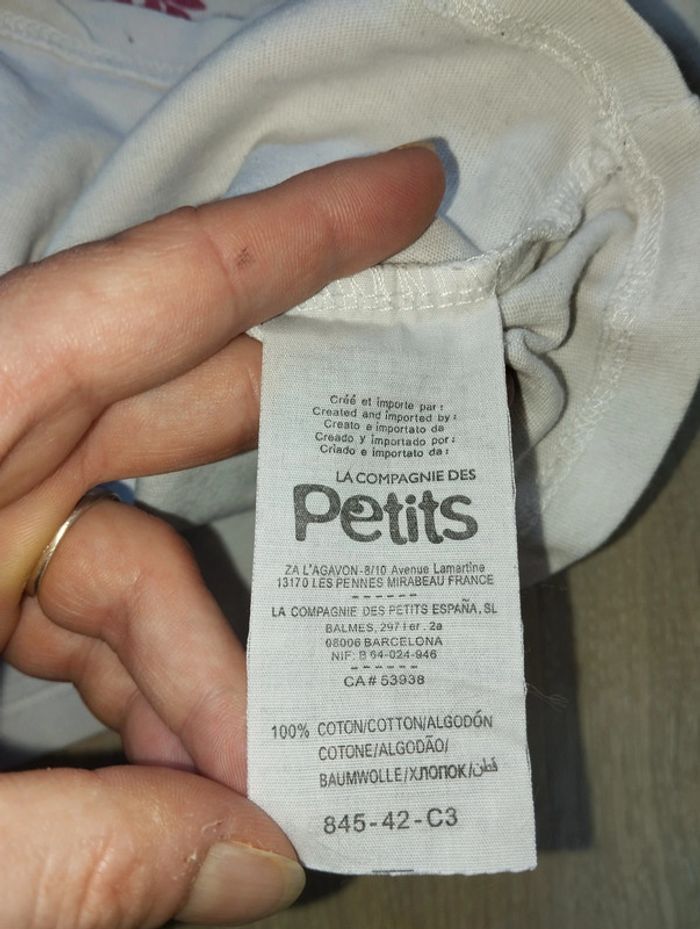 Créé et importe par :
Created and imported by :
Creato e importato da
Creado y importado por :
Criado e importato da :
LA COMPAGNIE DES
Petits
ZA L'AGAVON-8/10 Avenue Lamartine
13170 LES PENNES MIRABEAU FRANCE
------
LA COMPAGNIE DES PETITS ESPAÑA, SL
BALMES, 297 1er. 2a
08006 BARCELONA
NIF: B 64-024-946
------
CA # 53938
100% COTON/COTTON/ALGODÓN
COTONE/ALGODÃO/
BAUMWOLLE/ХЛОПОК/قطن
845-42-C3